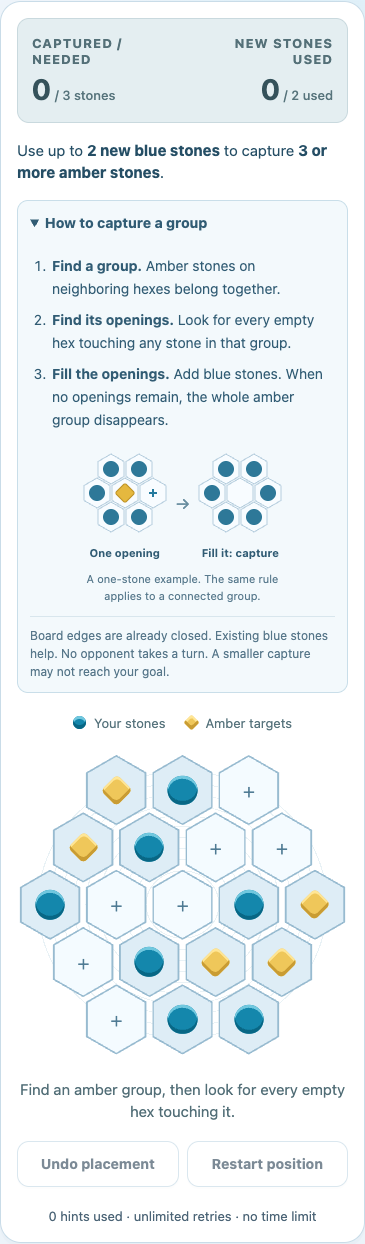 CAPTURED / NEEDED
0 / 3 stones
NEW STONES USED
0 / 2 used
Use up to 2 new blue stones to capture 3 or
more amber stones.
▼ How to capture a group
1. Find a group. Amber stones on
neighboring hexes belong together.
2. Find its openings. Look for every empty
hex touching any stone in that group.
3. Fill the openings. Add blue stones. When
no openings remain, the whole amber
group disappears.
+ →
One opening
Fill it: capture
A one-stone example. The same rule
applies to a connected group.
Board edges are already closed. Existing blue stones
help. No opponent takes a turn. A smaller capture
may not reach your goal.
Your stones
Amber targets
+
+ +
+ +
+
+
Find an amber group, then look for every empty
hex touching it.
Undo placement
Restart position
0 hints used · unlimited retries · no time limit